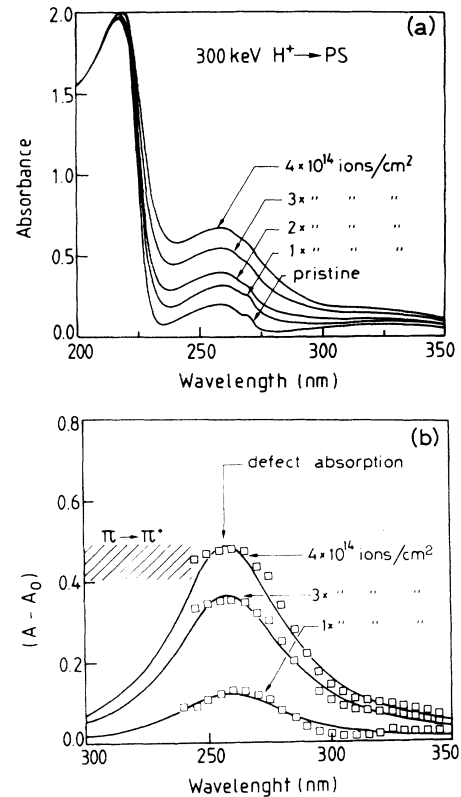 (a)
300 keV H⁺→PS
2.0
1.5
1.0
0.5
0.0
Absorbance
4×10¹⁴ ions/cm²
3× " " "
2× " " "
1× " " "
pristine
200 250 300 350
Wavelength (nm)
(b)
0.8
0.6
0.4
0.2
0.0
(A - A₀)
defect absorption
π→π*
4×10¹⁴ ions/cm²
3× " " "
1× " " "
300 250 300 350
Wavelenght (nm)